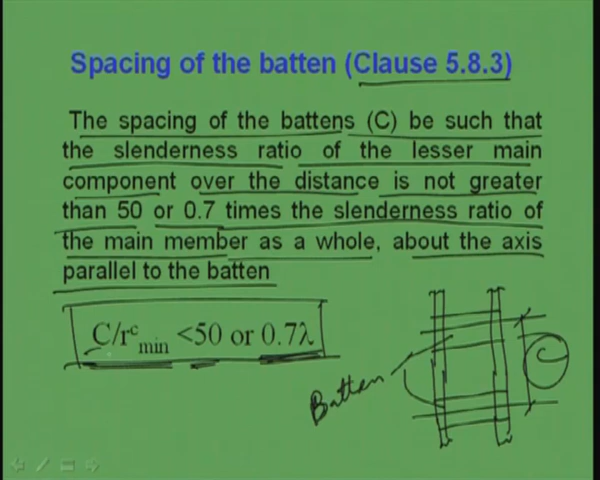 Spacing of the batten (Clause 5.8.3)
The spacing of the battens (C) be such that
the slenderness ratio of the lesser main
component over the distance is not greater
than 50 or 0.7 times the slenderness ratio of
the main member as a whole, about the axis
parallel to the batten
C/rᶜmin <50 or 0.7λ
Batten
C